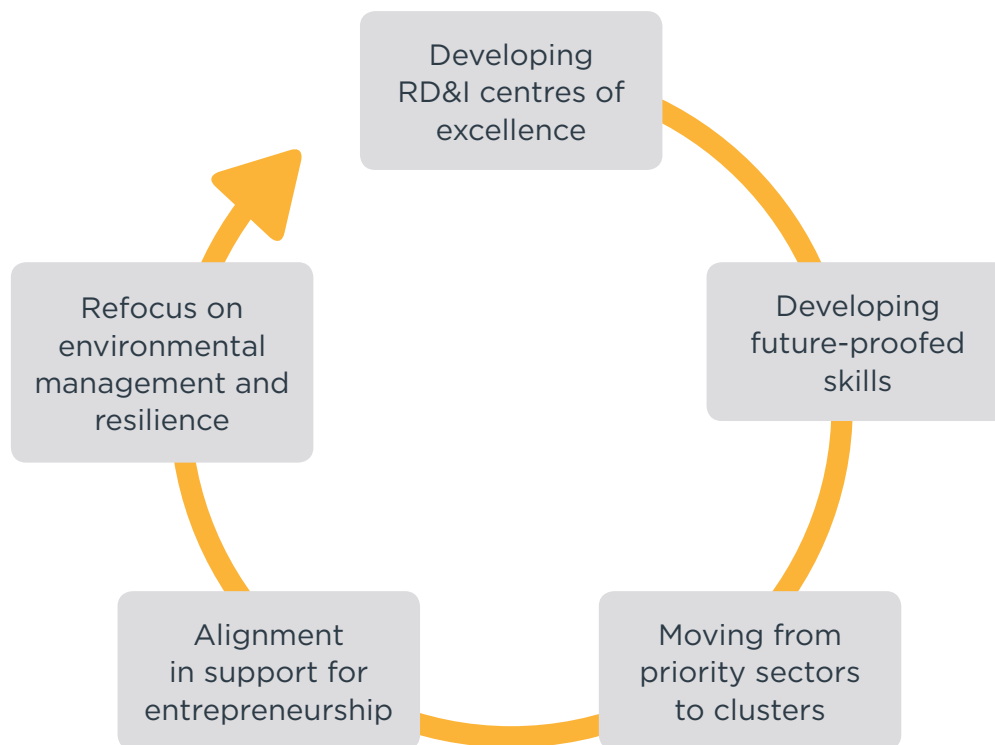 Developing
RD&I centres of
excellence
Developing
future-proofed
skills
Moving from
priority sectors
to clusters
Alignment
in support for
entrepreneurship
Refocus on
environmental
management and
resilience